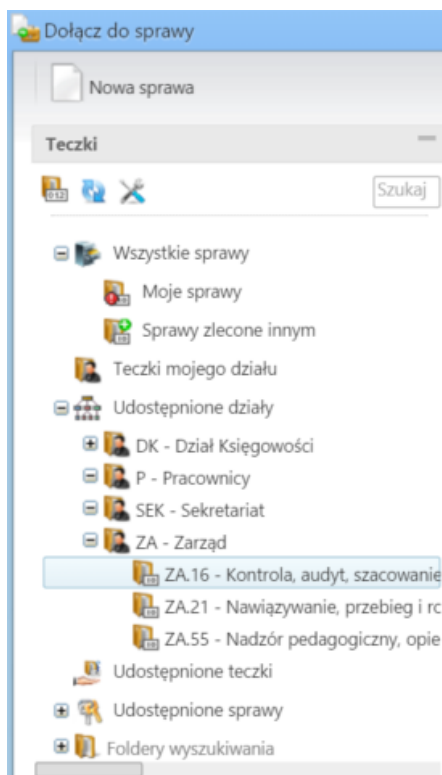 Dołącz do sprawy
Nowa sprawa
Teczki
Szukaj
Wszystkie sprawy
Moje sprawy
Sprawy zlecone innym
Teczki mojego działu
Udostępnione działy
DK - Dział Księgowości
P - Pracownicy
SEK - Sekretariat
ZA - Zarząd
ZA.16 - Kontrola, audyt, szacowanie
ZA.21 - Nawiązywanie, przebieg i
ZA.55 - Nadzór pedagogiczny, opie
Udostępnione teczki
Udostępnione sprawy
Foldery wyszukiwania